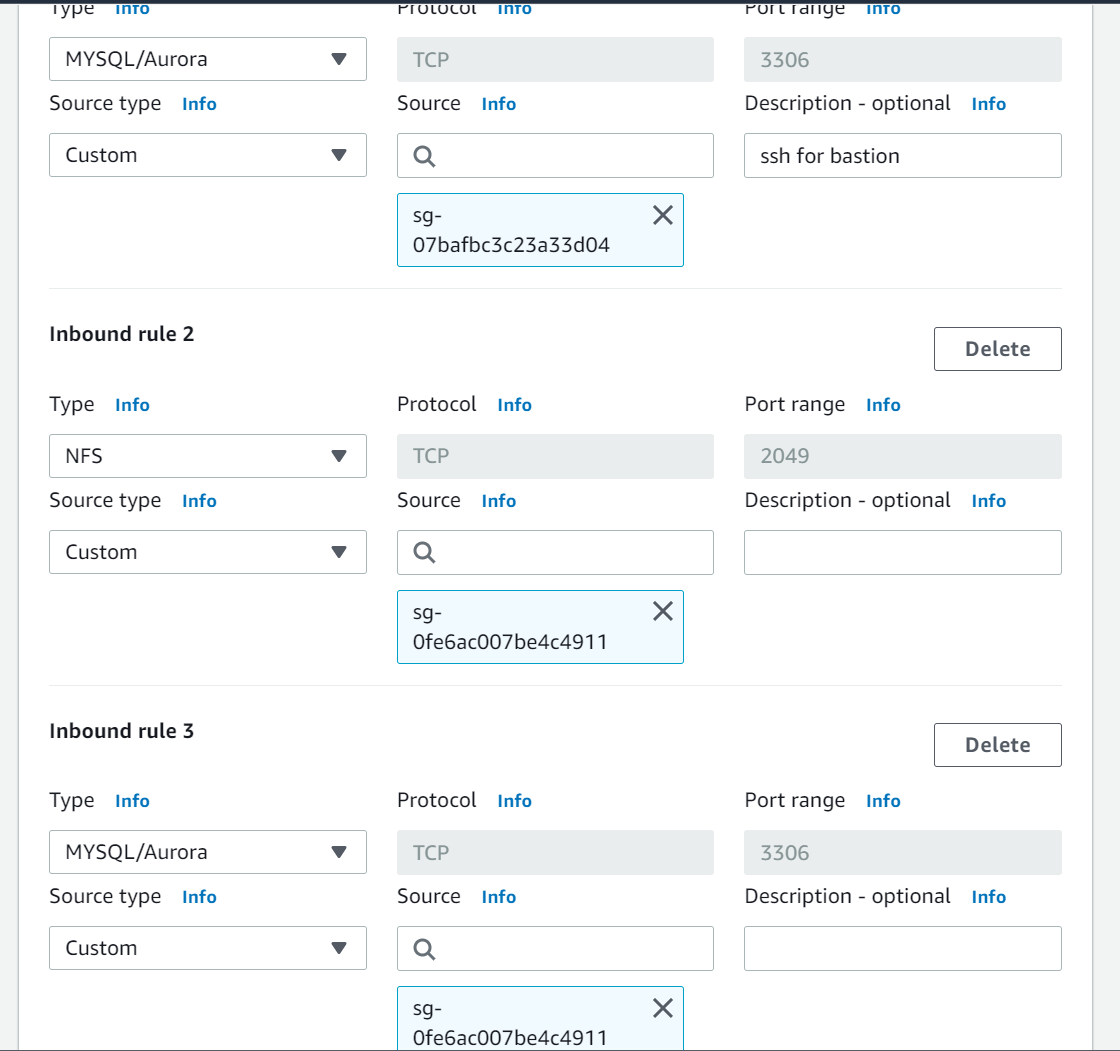 Type Info Protocol Info Port range Info
MYSQL/Aurora TCP 3306
Source type Info Source Info Description - optional Info
Custom ssh for bastion
sg-
07bafbc3c23a33d04
Inbound rule 2
Delete
Type Info Protocol Info Port range Info
NFS TCP 2049
Source type Info Source Info Description - optional Info
Custom
sg-
0fe6ac007be4c4911
Inbound rule 3
Delete
Type Info Protocol Info Port range Info
MYSQL/Aurora TCP 3306
Source type Info Source Info Description - optional Info
Custom
sg-
0fe6ac007be4c4911